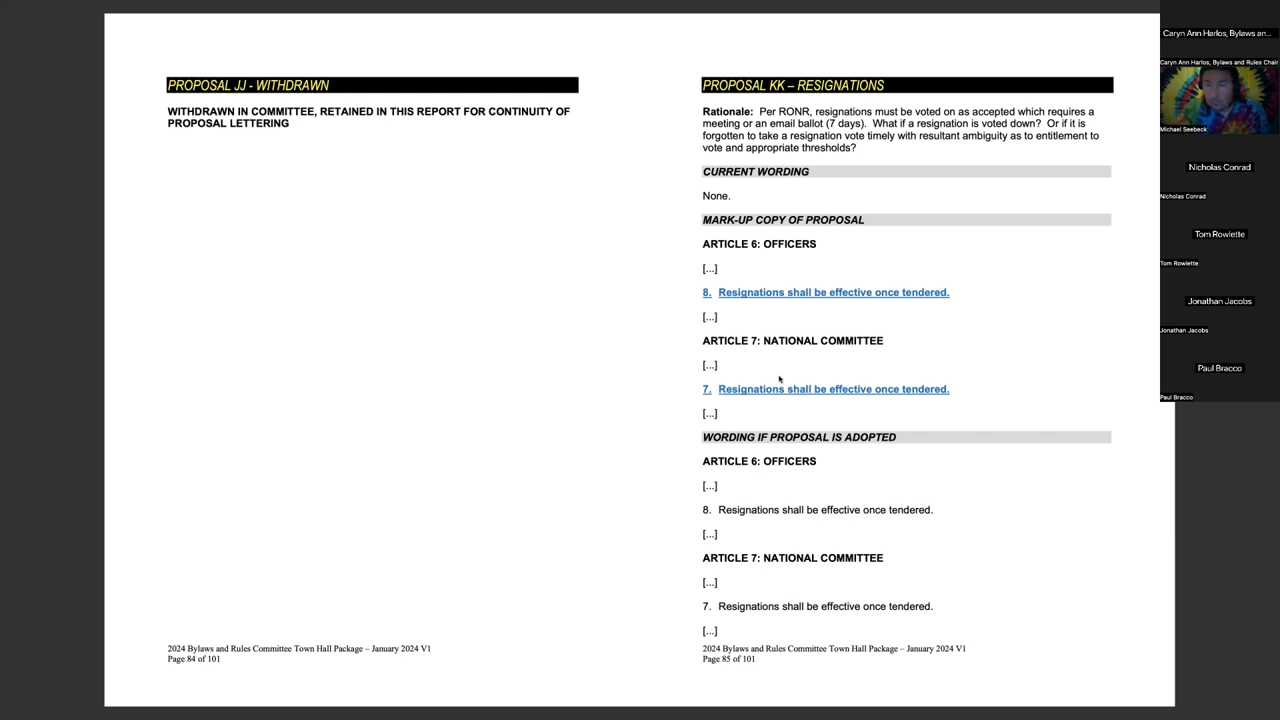 PROPOSAL JJ - WITHDRAWN
WITHDRAWN IN COMMITTEE, RETAINED IN THIS REPORT FOR CONTINUITY OF
PROPOSAL LETTERING
2024 Bylaws and Rules Committee Town Hall Package – January 2024 V1
Page 84 of 101
PROPOSAL KK – RESIGNATIONS
Rationale: Per RONR, resignations must be voted on as accepted which requires a
meeting or an email ballot (7 days). What if a resignation is voted down? Or if it is
forgotten to take a resignation vote timely with resultant ambiguity as to entitlement to
vote and appropriate thresholds?
CURRENT WORDING
None.
MARK-UP COPY OF PROPOSAL
ARTICLE 6: OFFICERS
[...]
8. Resignations shall be effective once tendered.
[...]
ARTICLE 7: NATIONAL COMMITTEE
[...]
7. Resignations shall be effective once tendered.
[...]
WORDING IF PROPOSAL IS ADOPTED
ARTICLE 6: OFFICERS
[...]
8. Resignations shall be effective once tendered.
[...]
ARTICLE 7: NATIONAL COMMITTEE
[...]
7. Resignations shall be effective once tendered.
[...]
2024 Bylaws and Rules Committee Town Hall Package – January 2024 V1
Page 85 of 101
Caryn Ann Harlos, Bylaws an...
Caryn Ann Harlos, Bylaws and Rules Chair
Michael Seebeck
Nicholas Conrad
Nicholas Conrad
Tom Rowlette
Tom Rowlette
Jonathan Jacobs
Jonathan Jacobs
Paul Bracco
Paul Bracco